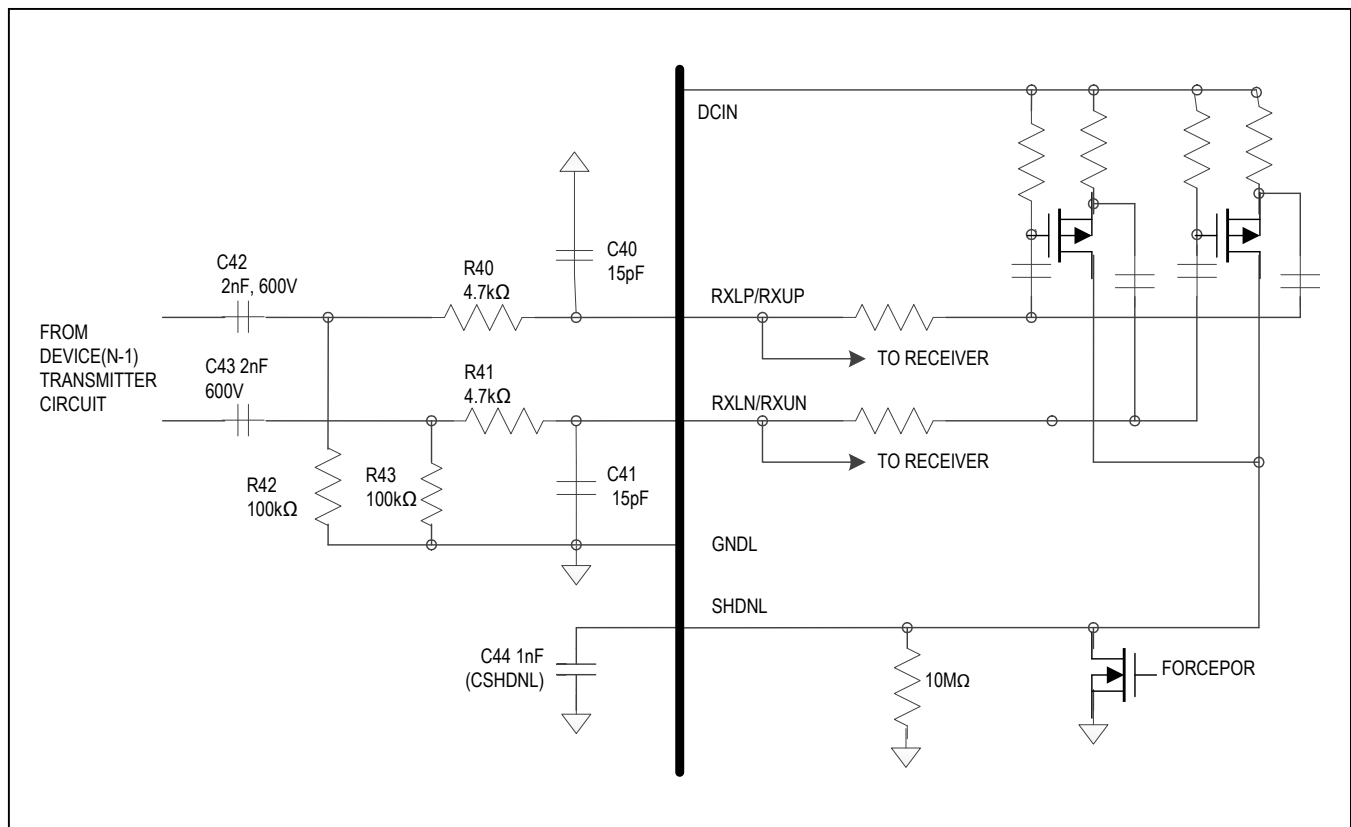 DCIN
C40
15pF
C42
2nF, 600V
R40
4.7kΩ
RXLP/RXUP
FROM
DEVICE(N-1)
TRANSMITTER
CIRCUIT
TO RECEIVER
C43 2nF
600V
R41
4.7kΩ
RXLN/RXUN
TO RECEIVER
R42
100kΩ
R43
100kΩ
C41
15pF
GNDL
SHDNL
C44 1nF
(CSHDNL)
10MΩ
FORCEPOR